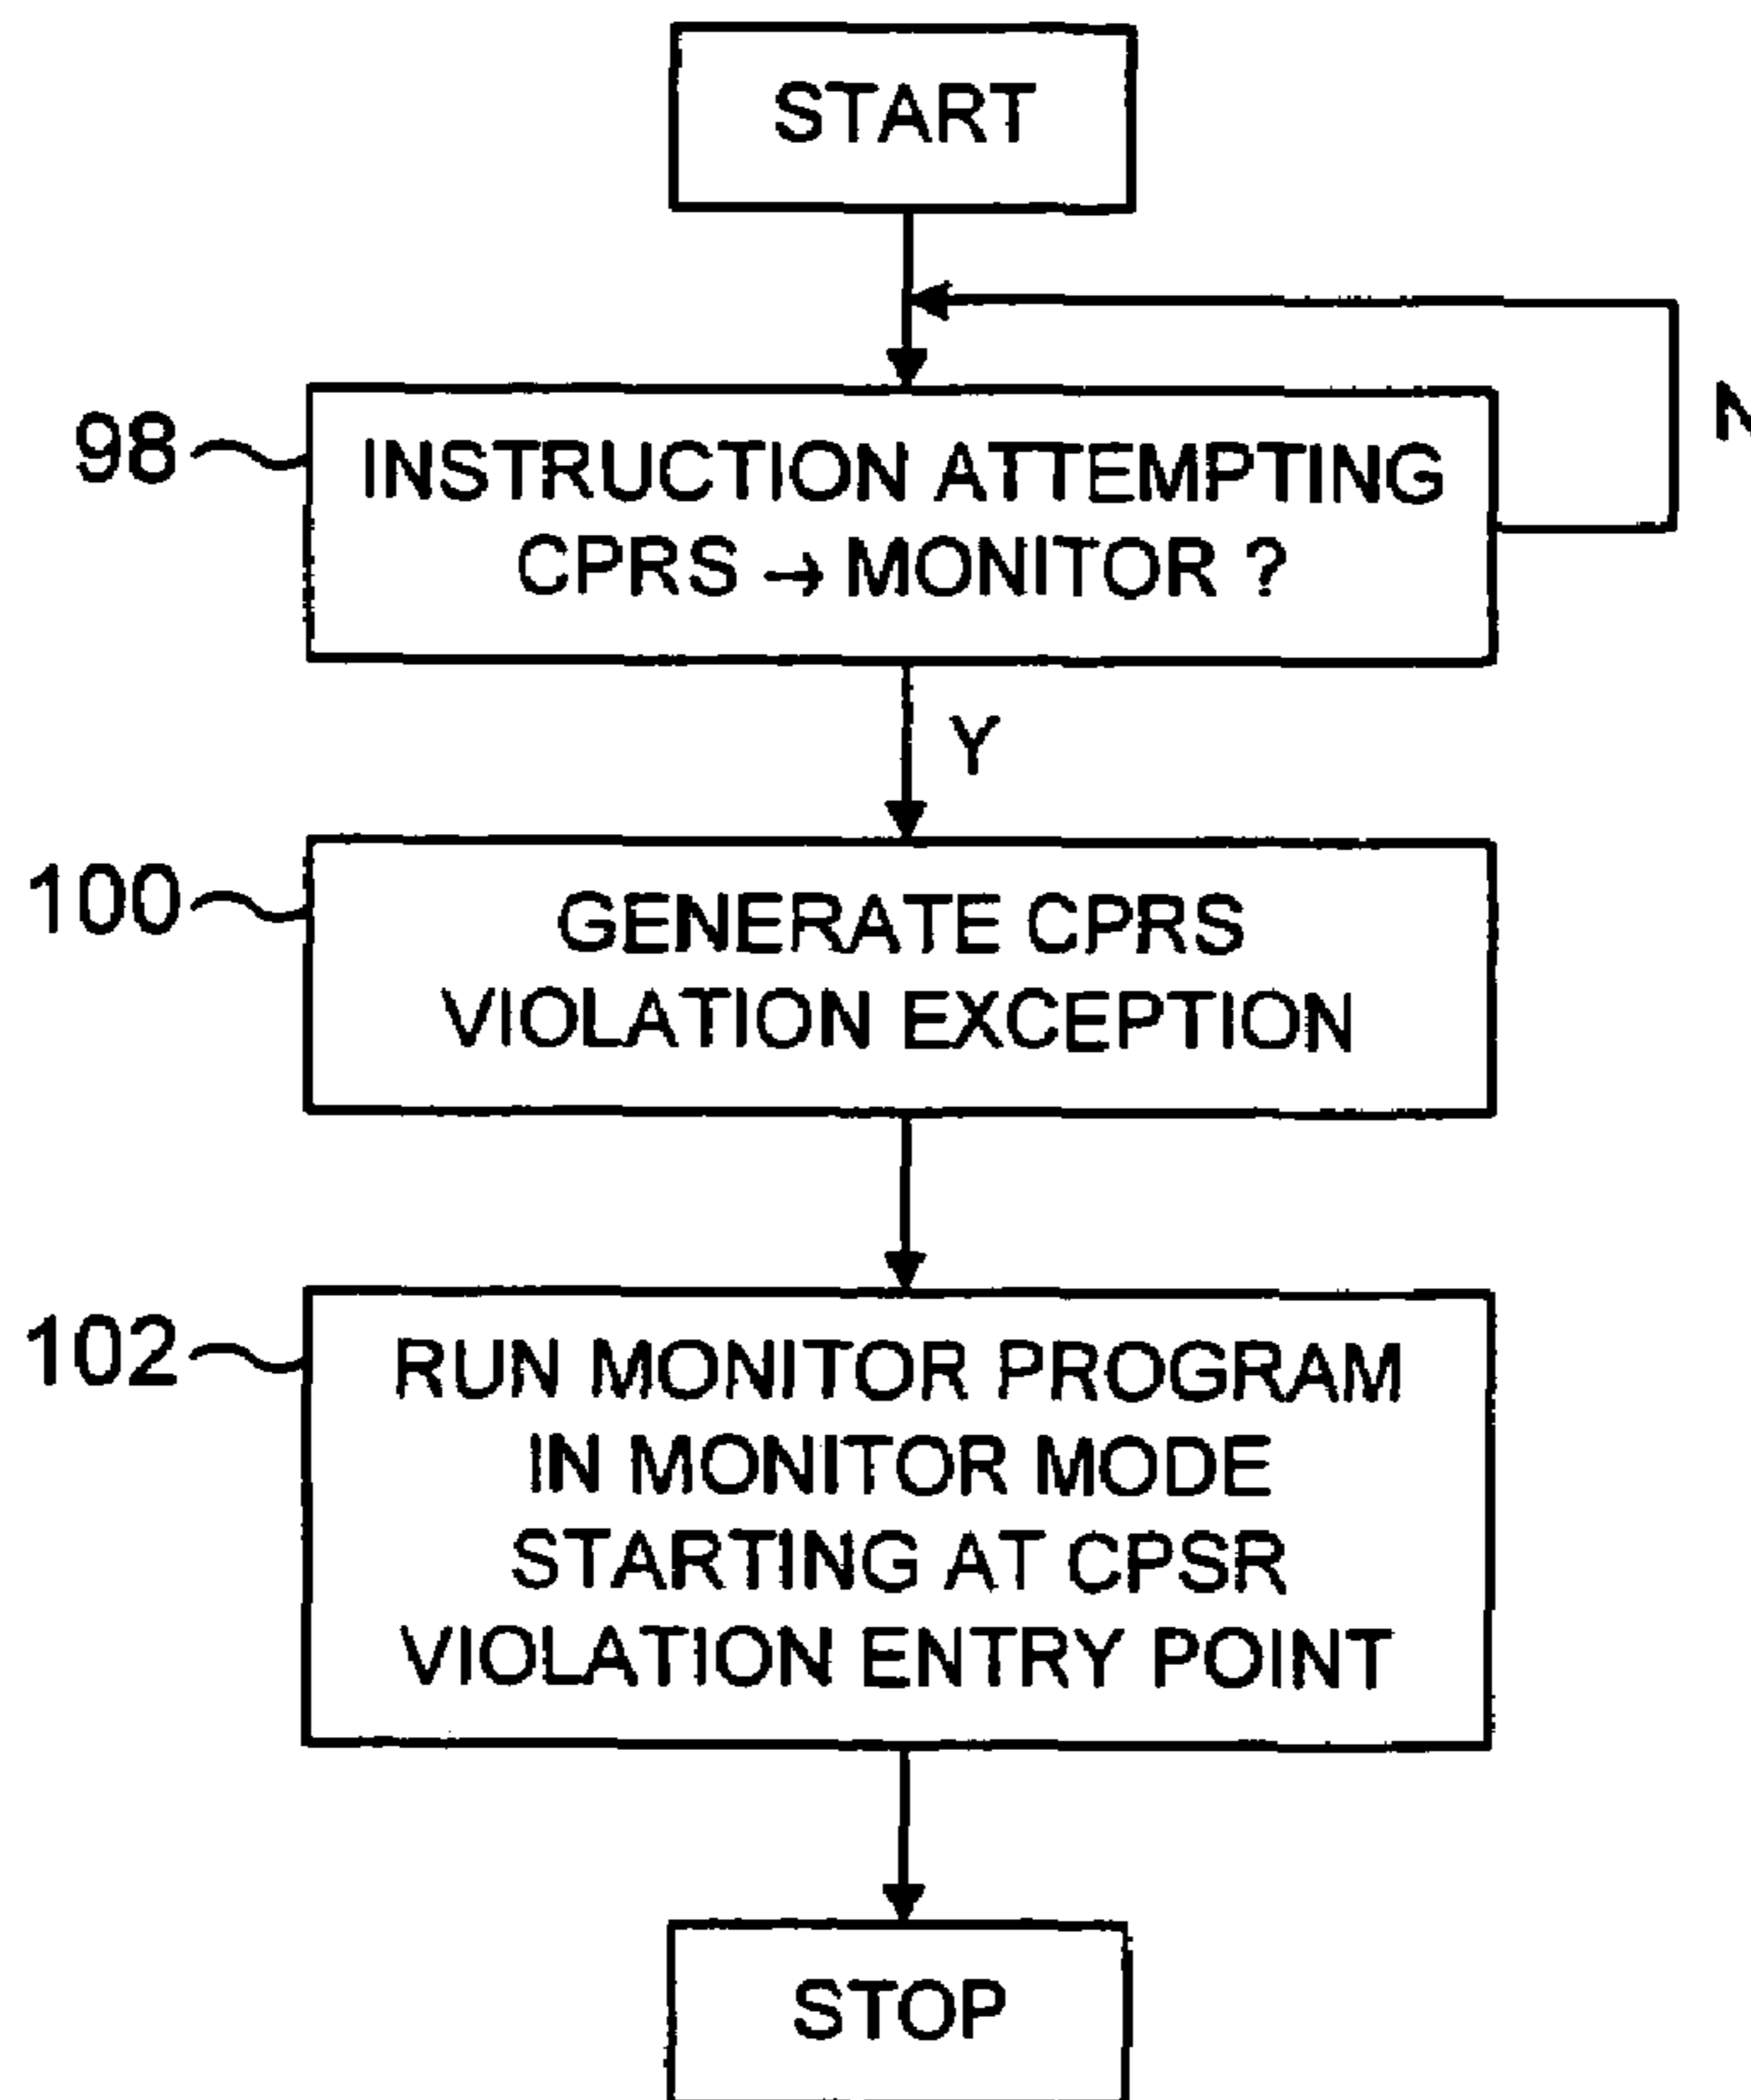 START
98
INSTRUCTION ATTEMPTING
CPRS → MONITOR ?
N
Y
100
GENERATE CPRS
VIOLATION EXCEPTION
102
RUN MONITOR PROGRAM
IN MONITOR MODE
STARTING AT CPSR
VIOLATION ENTRY POINT
STOP